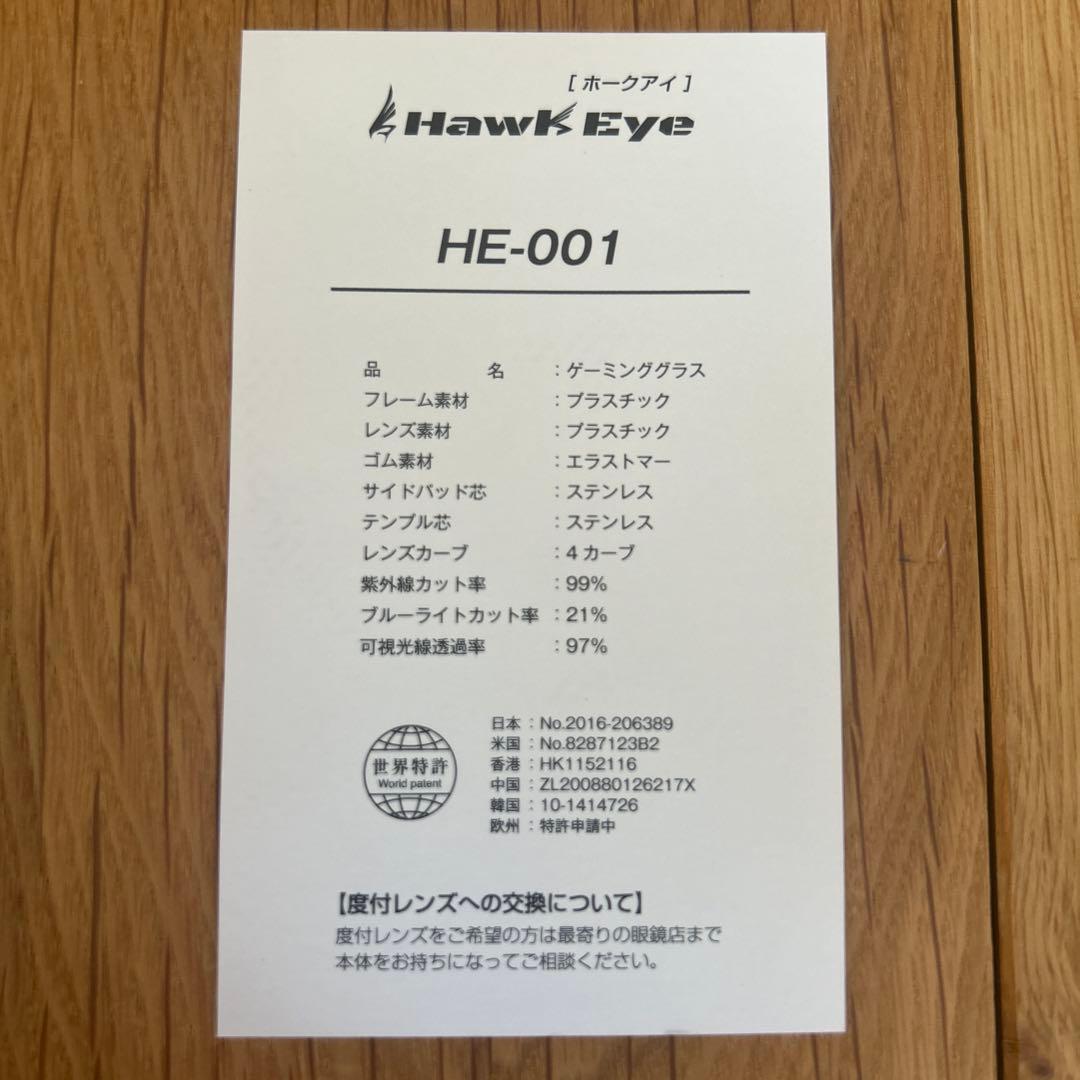 [ ホークアイ ]
HawK Eye
HE-001
品 名 : ゲーミンググラス
フレーム素材 : プラスチック
レンズ素材 : プラスチック
ゴム素材 : エラストマー
サイドパッド芯 : ステンレス
テンプル芯 : ステンレス
レンズカーブ : 4 カーブ
紫外線カット率 : 99%
ブルーライトカット率 : 21%
可視光線透過率 : 97%
世界特許
World patent
日本 : No.2016-206389
米国 : No.8287123B2
香港 : HK1152116
中国 : ZL200880126217X
韓国 : 10-1414726
欧州 : 特許申請中
【度付レンズへの交換について】
度付レンズをご希望の方は最寄りの眼鏡店まで
本体をお持ちになってご相談ください。